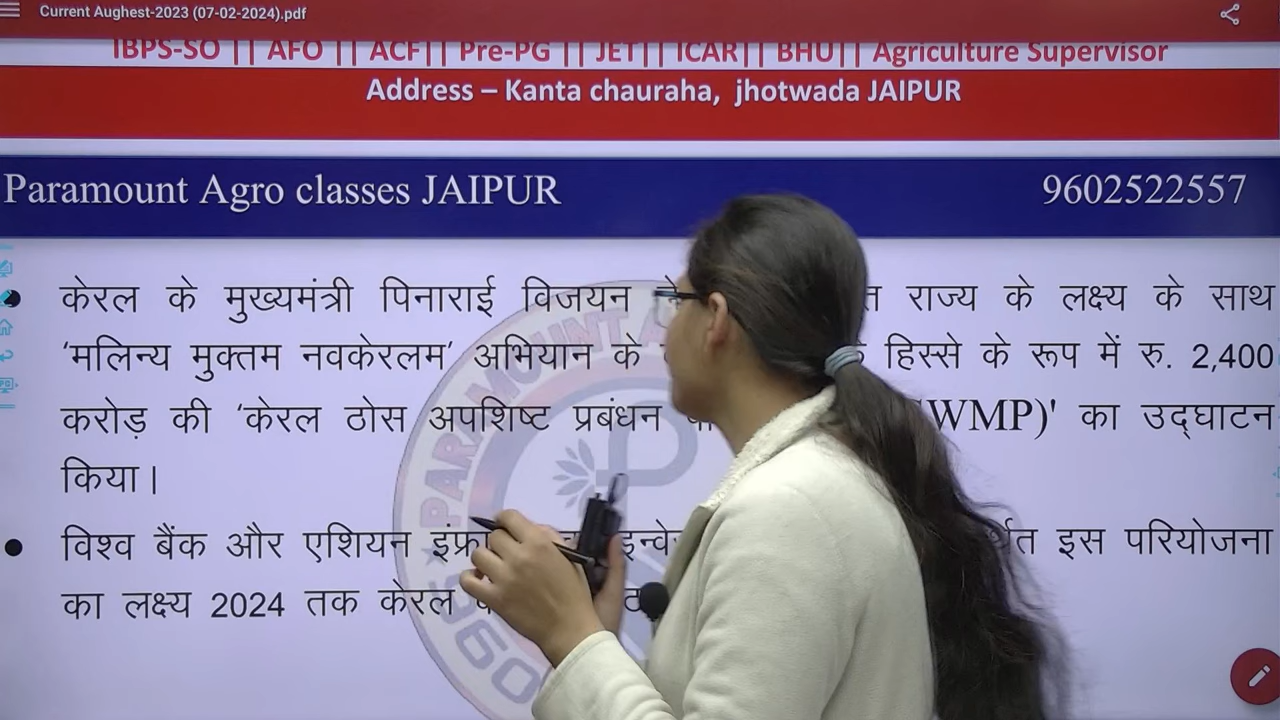 Current Aughest-2023 (07-02-2024).pdf
IBPS-SO || AFO || ACF|| Pre-PG || JET|| ICAR|| BHU|| Agriculture Supervisor
Address – Kanta chauraha, jhotwada JAIPUR
Paramount Agro classes JAIPUR 9602522557
केरल के मुख्यमंत्री पिनाराई विजयन राज्य के लक्ष्य के साथ
'मलिन्य मुक्तम नवकेरलम' अभियान के हिस्से के रूप में रु. 2,400
करोड़ की 'केरल ठोस अपशिष्ट प्रबंधन WMP)' का उद्घाटन
किया।
• विश्व बैंक और एशियन इस परियोजना
का लक्ष्य 2024 तक केरल
PARAMOUNT